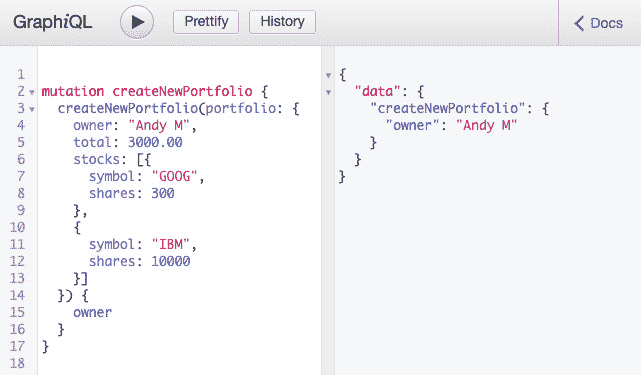 GraphiQL
Prettify
History
Docs
1
2 mutation createNewPortfolio {
3 createNewPortfolio(portfolio: {
4 owner: "Andy M",
5 total: 3000.00
6 stocks: [{
7 symbol: "GOOG",
8 shares: 300
9 },
10 {
11 symbol: "IBM",
12 shares: 10000
13 }]
14 }) {
15 owner
16 }
17 }
18
{
"data": {
"createNewPortfolio": {
"owner": "Andy M"
}
}
}